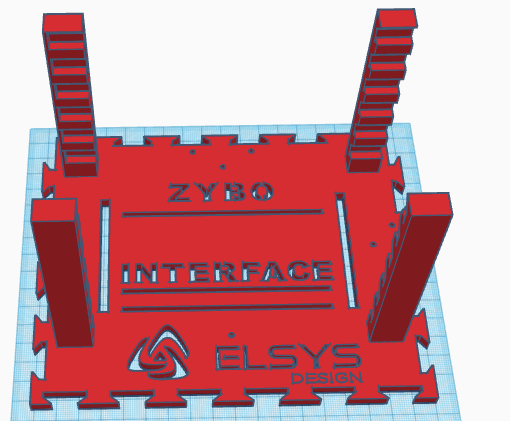 ZYBO
INTERFACE
ELSYS
DESIGN